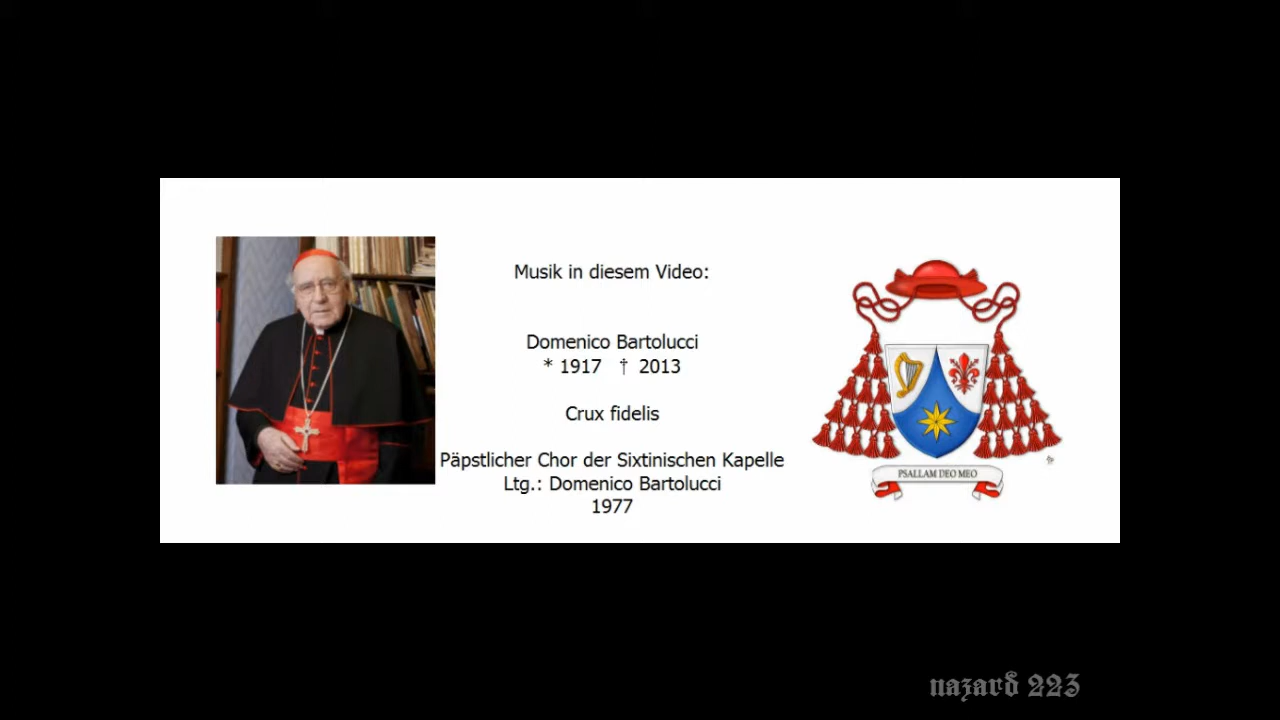 Musik in diesem Video:
Domenico Bartolucci
* 1917 † 2013
Crux fidelis
Päpstlicher Chor der Sixtinischen Kapelle
Ltg.: Domenico Bartolucci
1977
PSALLAM DEO MEO
nazard 223